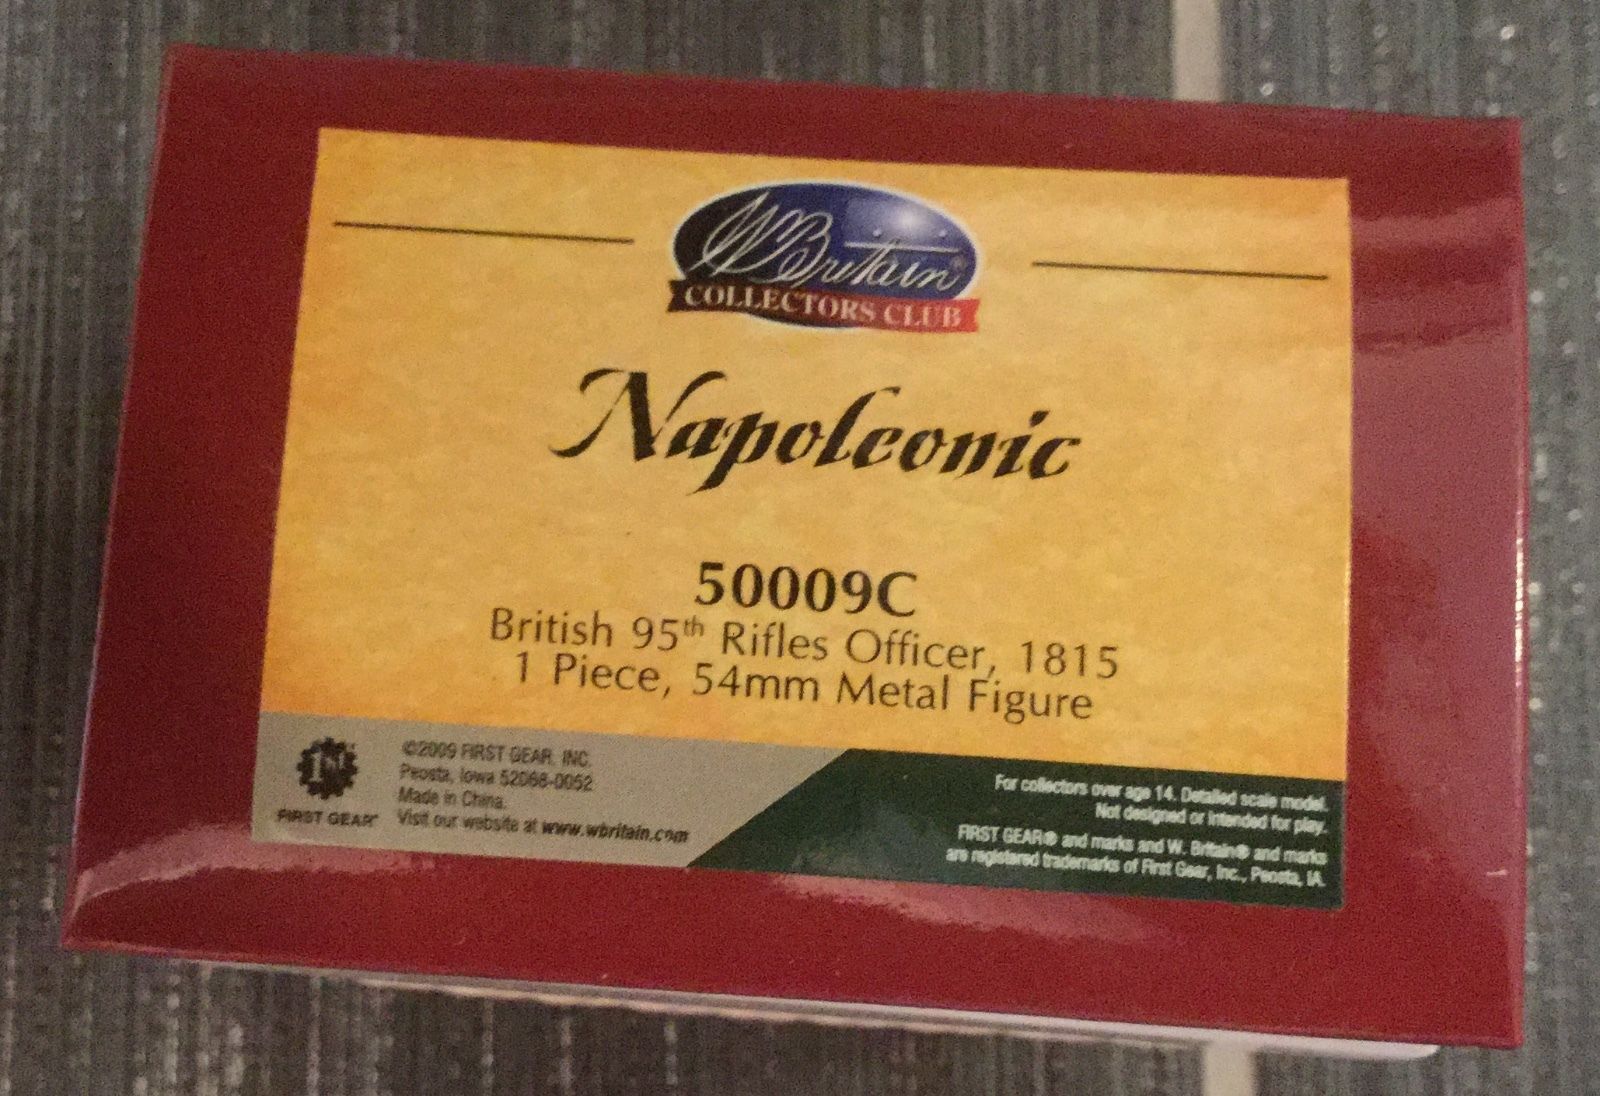 W Britain
COLLECTORS CLUB
Napoleonic
50009C
British 95th Rifles Officer, 1815
1 Piece, 54mm Metal Figure
1ST
FIRST GEAR
©2009 FIRST GEAR, INC.
Peosta, Iowa 52068-0052
Made in China.
Visit our website at www.wbritain.com
For collectors over age 14. Detailed scale model.
Not designed or intended for play.
FIRST GEAR® and marks and W. Britain® and marks
are registered trademarks of First Gear, Inc., Peosta, IA.